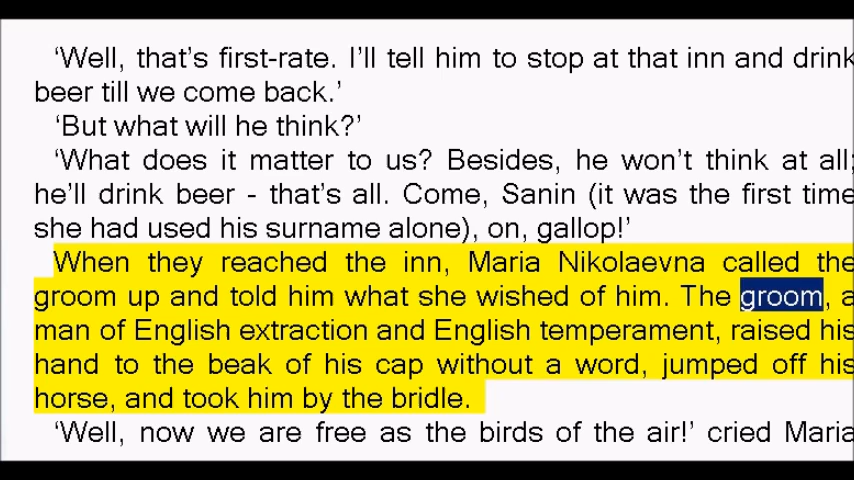 ‘Well, that’s first-rate. I’ll tell him to stop at that inn and drink
beer till we come back.’
‘But what will he think?’
‘What does it matter to us? Besides, he won’t think at all;
he’ll drink beer - that’s all. Come, Sanin (it was the first time
she had used his surname alone), on, gallop!’
When they reached the inn, Maria Nikolaevna called the
groom up and told him what she wished of him. The groom, a
man of English extraction and English temperament, raised his
hand to the beak of his cap without a word, jumped off his
horse, and took him by the bridle.
‘Well, now we are free as the birds of the air!’ cried Maria